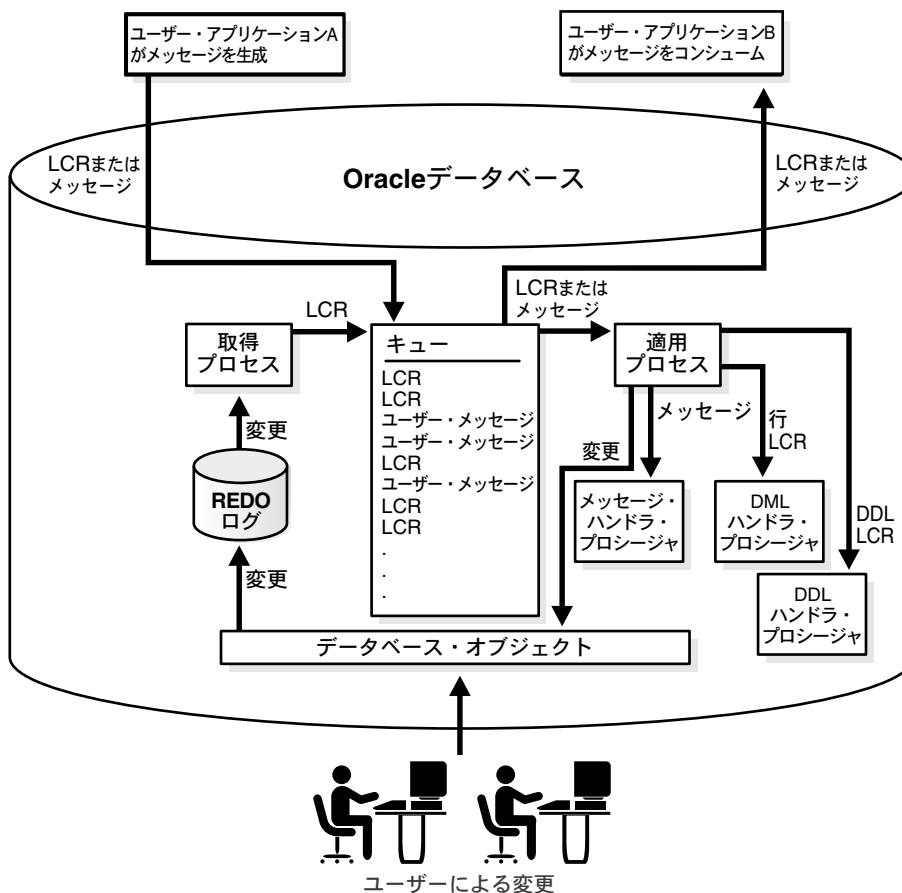 ユーザー・アプリケーションA
がメッセージを生成
ユーザー・アプリケーションB
がメッセージをコンシューム
LCRまたは
メッセージ
Oracleデータベース
LCRまたは
メッセージ
LCR
LCRまたは
メッセージ
取得
プロセス
キュー
LCR
LCR
ユーザー・メッセージ
ユーザー・メッセージ
LCR
ユーザー・メッセージ
LCR
LCR
.
.
.
適用
プロセス
変更
REDO
ログ
変更
変更
メッセージ
行
LCR
DDL
LCR
メッセージ・
ハンドラ・
プロシージャ
DML
ハンドラ・
プロシージャ
DDL
ハンドラ・
プロシージャ
データベース・オブジェクト
ユーザーによる変更